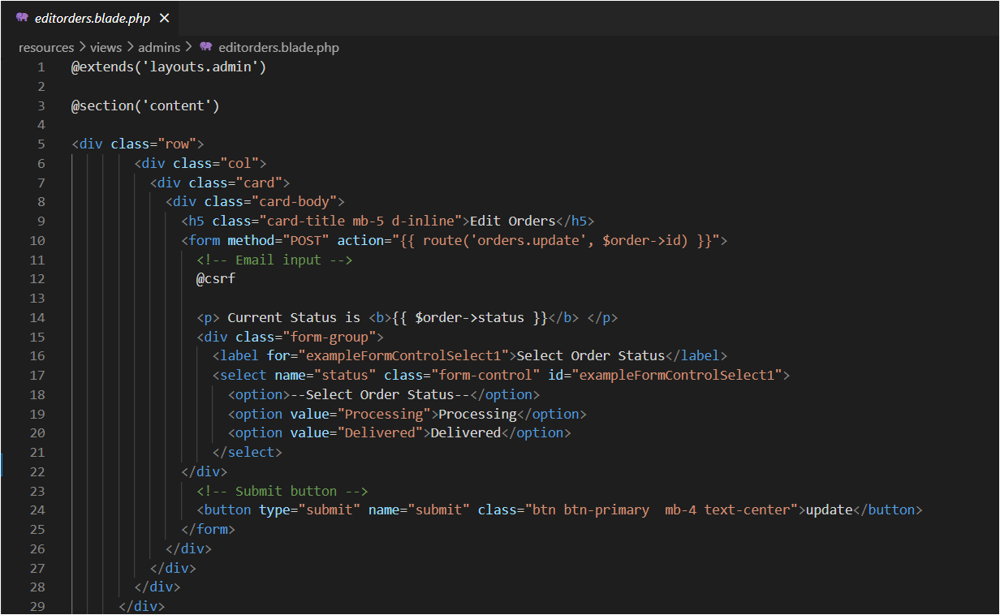 editorders.blade.php ×
resources > views > admins > editorders.blade.php
1 @extends('layouts.admin')
2
3 @section('content')
4
5 <div class="row">
6 <div class="col">
7 <div class="card">
8 <div class="card-body">
9 <h5 class="card-title mb-5 d-inline">Edit Orders</h5>
10 <form method="POST" action="{{ route('orders.update', $order->id) }}">
11 <!-- Email input -->
12 @csrf
13
14 <p> Current Status is <b>{{ $order->status }}</b> </p>
15 <div class="form-group">
16 <label for="exampleFormControlSelect1">Select Order Status</label>
17 <select name="status" class="form-control" id="exampleFormControlSelect1">
18 <option>--Select Order Status--</option>
19 <option value="Processing">Processing</option>
20 <option value="Delivered">Delivered</option>
21 </select>
22 </div>
23 <!-- Submit button -->
24 <button type="submit" name="submit" class="btn btn-primary  mb-4 text-center">update</button>
25 </form>
26 </div>
27 </div>
28 </div>
29 </div>